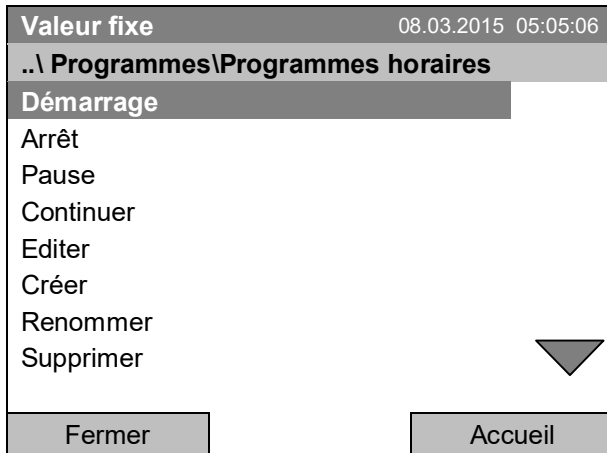 Valeur fixe 08.03.2015 05:05:06
..\ Programmes\Programmes horaires
Démarrage
Arrêt
Pause
Continuer
Editer
Créer
Renommer
Supprimer
Fermer Accueil